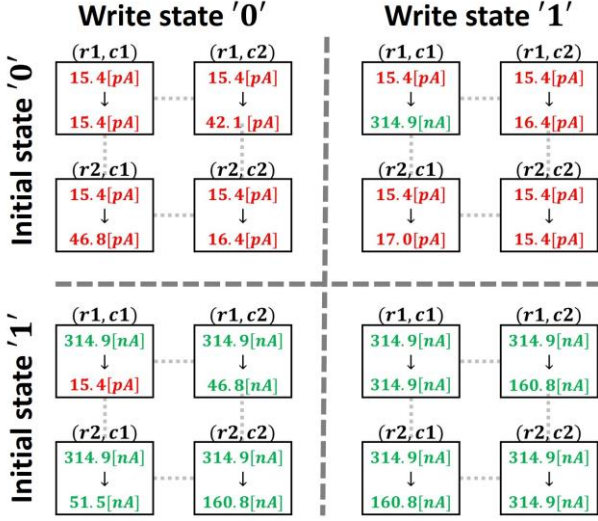 Write state '0' Write state '1'
Initial state '0'
(r1, c1) (r1, c2) (r1, c1) (r1, c2)
15.4[pA] 15.4[pA] 15.4[pA] 15.4[pA]
↓ ↓ ↓ ↓
15.4[pA] 42.1[pA] 314.9[nA] 16.4[pA]
(r2, c1) (r2, c2) (r2, c1) (r2, c2)
15.4[pA] 15.4[pA] 15.4[pA] 15.4[pA]
↓ ↓ ↓ ↓
46.8[pA] 16.4[pA] 17.0[pA] 15.4[pA]
Initial state '1'
(r1, c1) (r1, c2) (r1, c1) (r1, c2)
314.9[nA] 314.9[nA] 314.9[nA] 314.9[nA]
↓ ↓ ↓ ↓
15.4[pA] 46.8[nA] 314.9[nA] 160.8[nA]
(r2, c1) (r2, c2) (r2, c1) (r2, c2)
314.9[nA] 314.9[nA] 314.9[nA] 314.9[nA]
↓ ↓ ↓ ↓
51.5[nA] 160.8[nA] 160.8[nA] 314.9[nA]